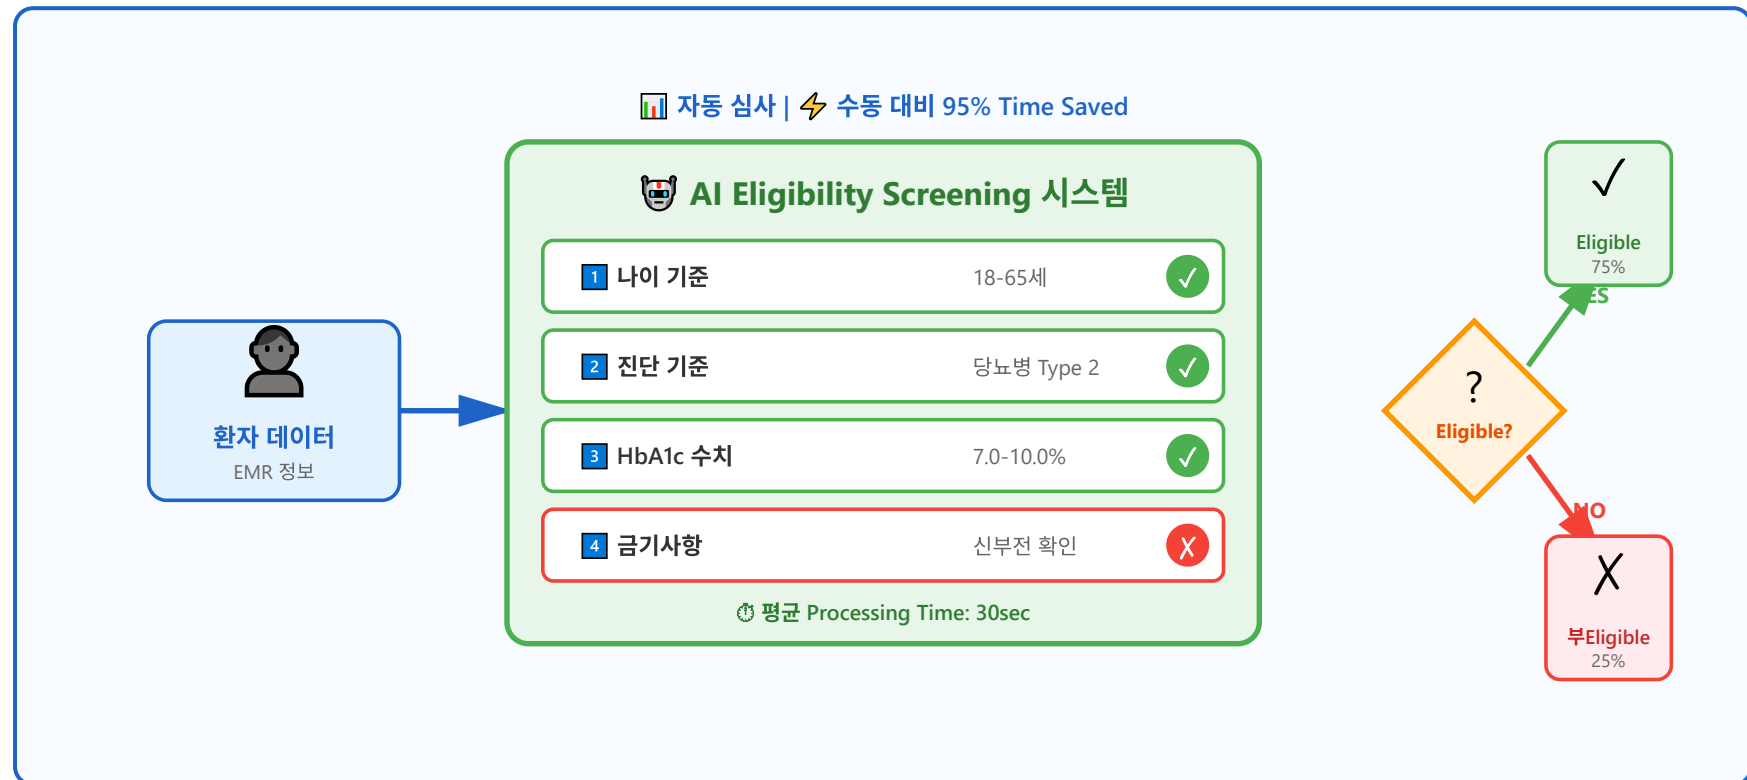 📊 자동 심사 | ⚡ 수동 대비 95% Time Saved
AI Eligibility Screening 시스템
1 나이 기준 18-65세 ✓
2 진단 기준 당뇨병 Type 2 ✓
3 HbA1c 수치 7.0-10.0% ✓
4 금기사항 신부전 확인 ✗
⏱ 평균 Processing Time: 30sec
환자 데이터
EMR 정보
?
Eligible?
✓
Eligible
75%
NO
✗
부Eligible
25%